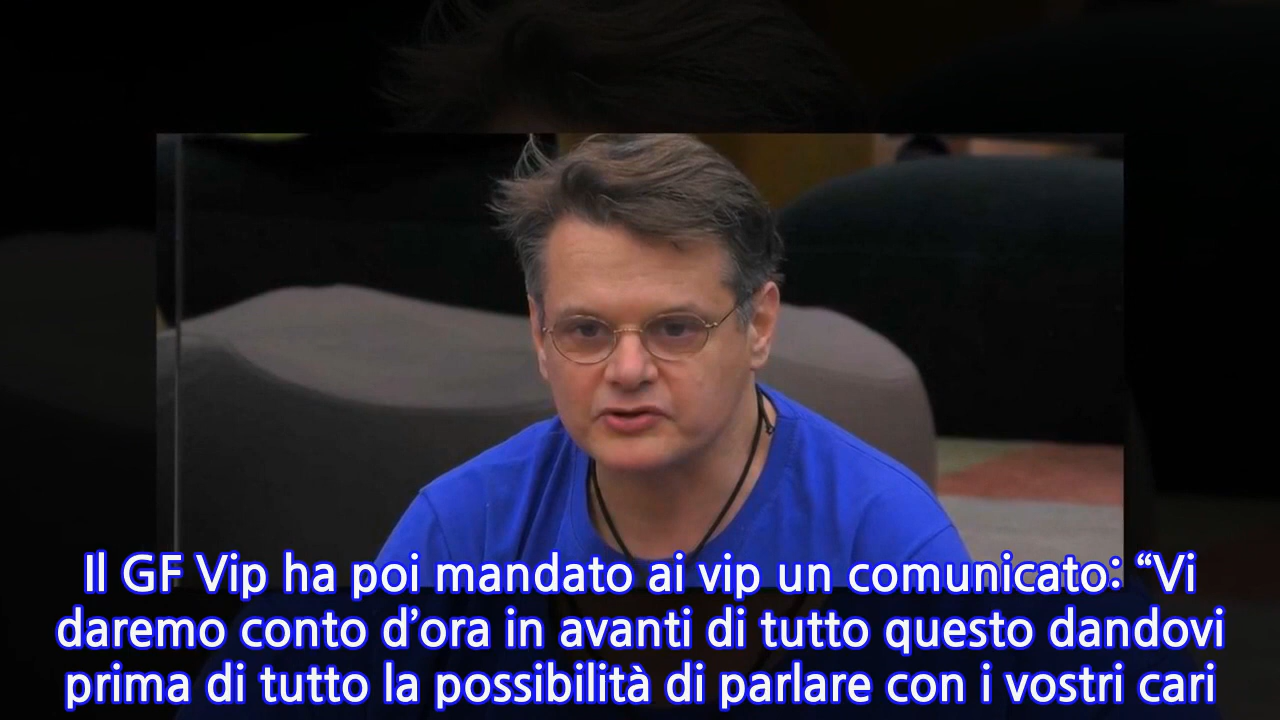 Il GF Vip ha poi mandato ai vip un comunicato: “Vi
daremo conto d’ora in avanti di tutto questo dandovi
prima di tutto la possibilità di parlare con i vostri cari